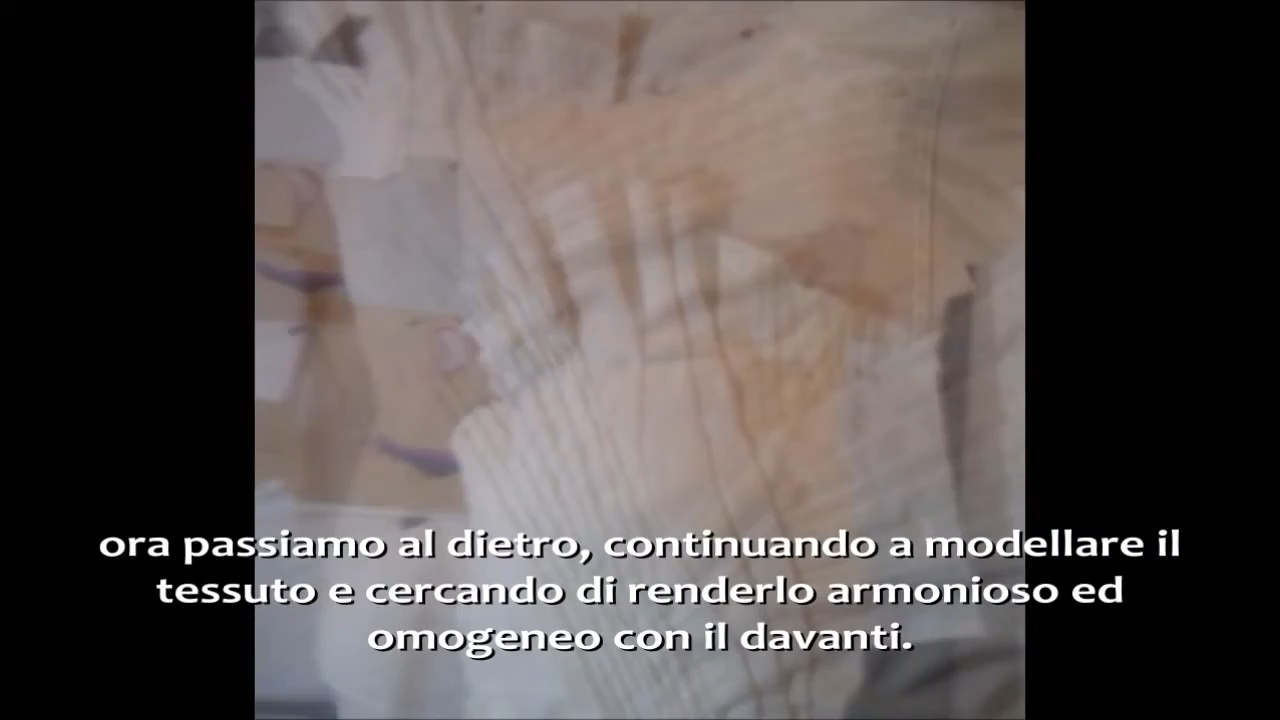 ora passiamo al dietro, continuando a modellare il
tessuto e cercando di renderlo armonioso ed
omogeneo con il davanti.